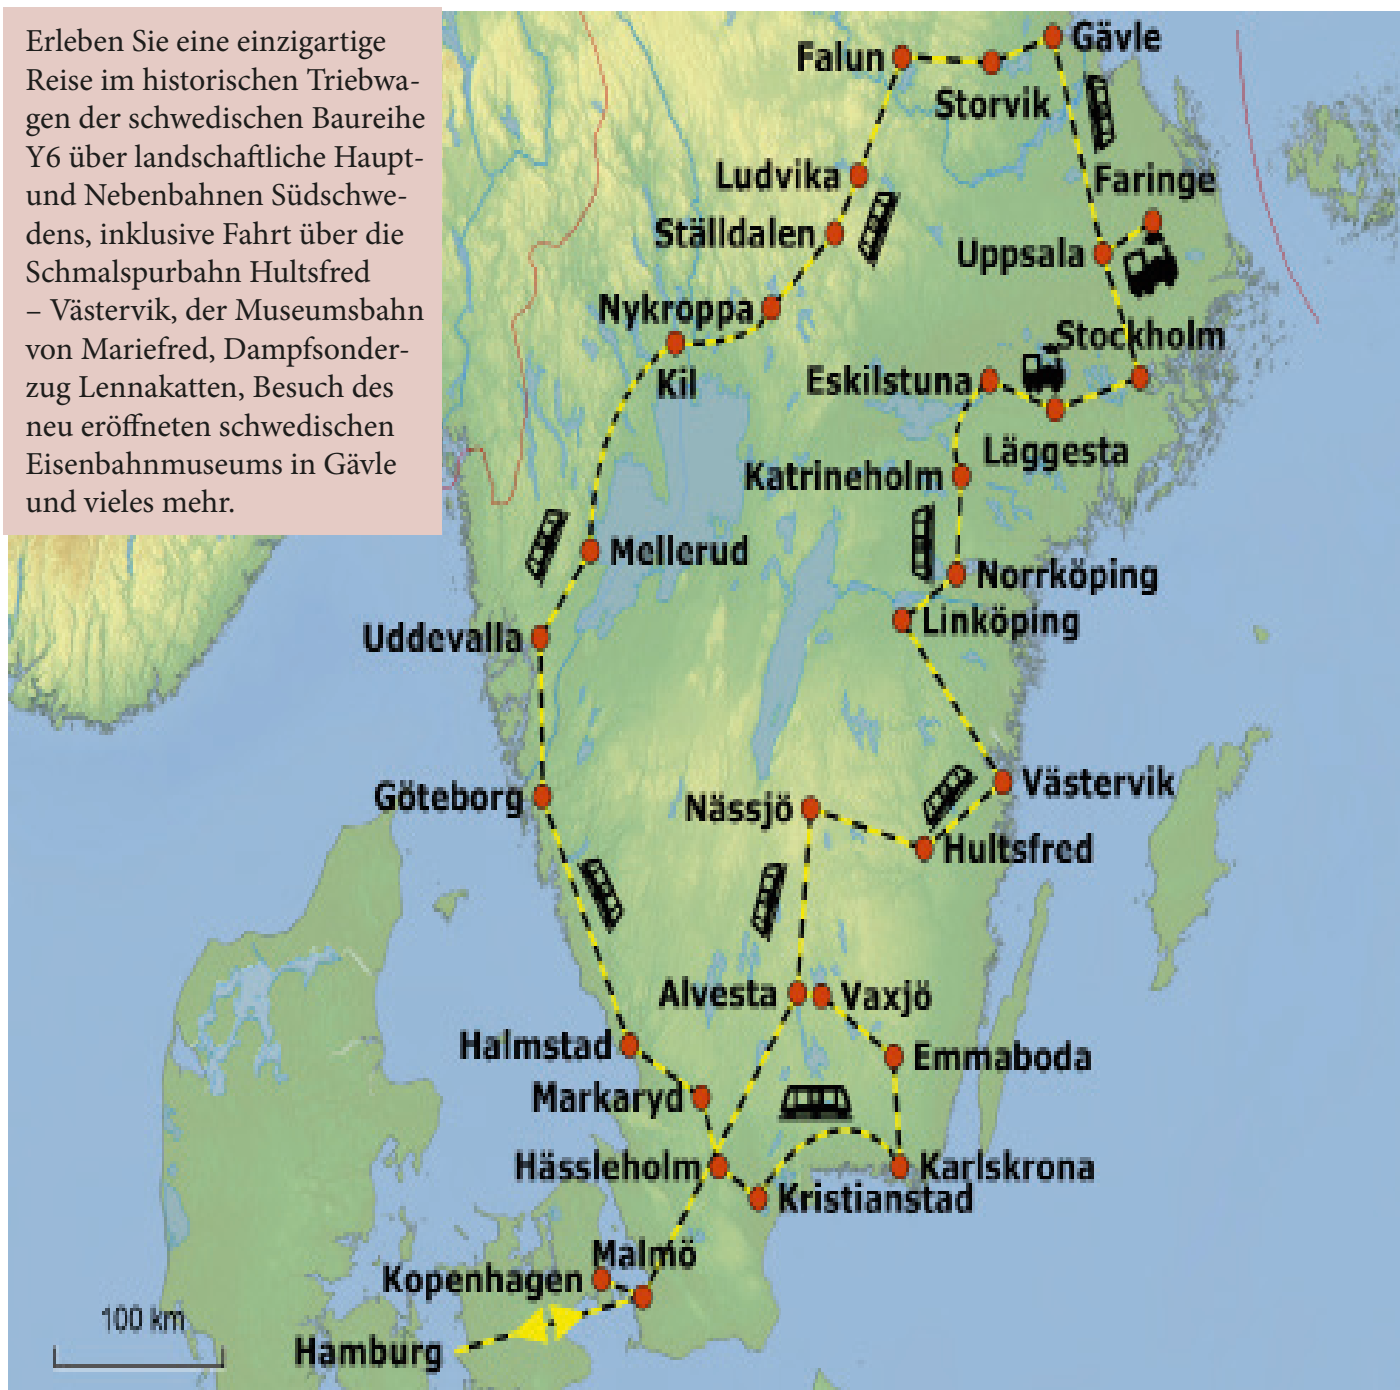 Erleben Sie eine einzigartige
Reise im historischen Triebwa-
gen der schwedischen Baureihe
Y6 über landschaftliche Haupt-
und Nebenbahnen Südschwe-
dens, inklusive Fahrt über die
Schmalspurbahn Hultsfred
– Västervik, der Museumsbahn
von Mariefred, Dampfsonder-
zug Lennakatten, Besuch des
neu eröffneten schwedischen
Eisenbahnmuseums in Gävle
und vieles mehr.
Gävle
Falun
Storvik
Ludvika
Faringe
Ställdalen
Uppsala
Nykroppa
Stockholm
Kil
Eskilstuna
Läggesta
Katrineholm
Mellerud
Norrköping
Linköping
Uddevalla
Västervik
Göteborg
Nässjö
Hultsfred
Alvesta
Vaxjö
Halmstad
Emmaboda
Markaryd
Hässleholm
Karlskrona
Kristianstad
Malmö
Kopenhagen
100 km
Hamburg